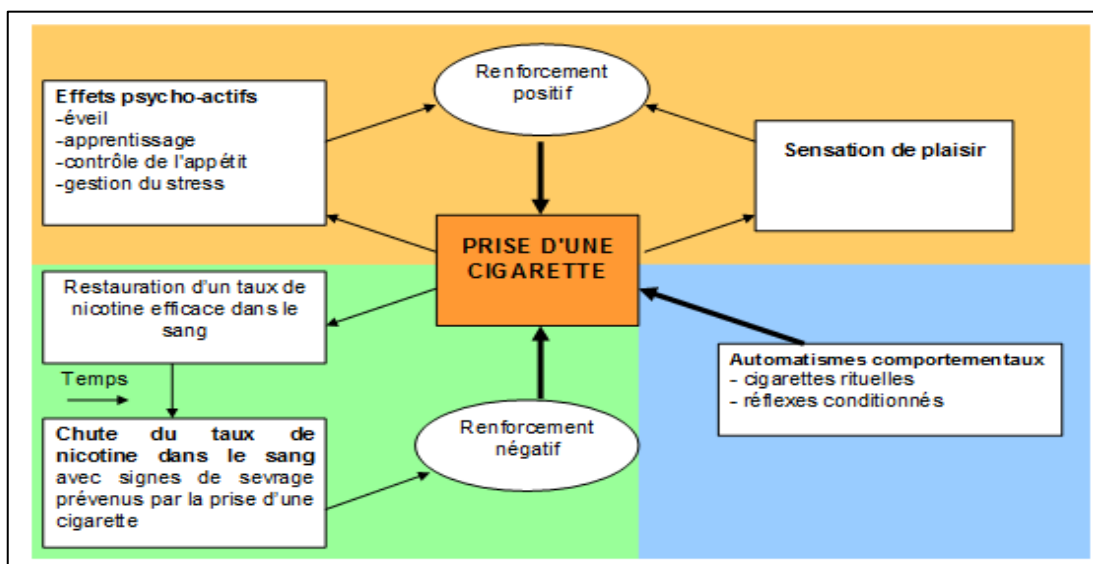 Renforcement
positif
Effets psycho-actifs
-éveil
-apprentissage
-contrôle de l'appétit
-gestion du stress
Sensation de plaisir
PRISE D'UNE
CIGARETTE
Restauration d'un taux de
nicotine efficace dans le
sang
Temps
Chute du taux de
nicotine dans le sang
avec signes de sevrage
prévenus par la prise d'une
cigarette
Renforcement
négatif
Automatismes comportementaux
- cigarettes rituelles
- réflexes conditionnés